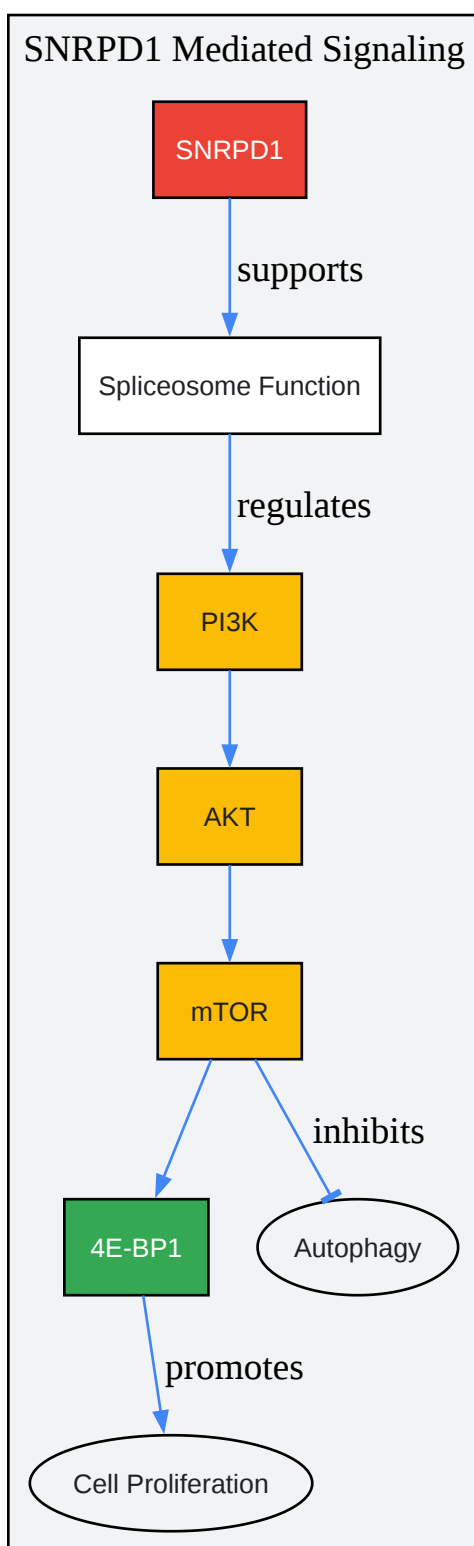 SNRPD1 Mediated Signaling
SNRPD1
supports
Spliceosome Function
regulates
PI3K
AKT
mTOR
inhibits
4E-BP1
Autophagy
promotes
Cell Proliferation